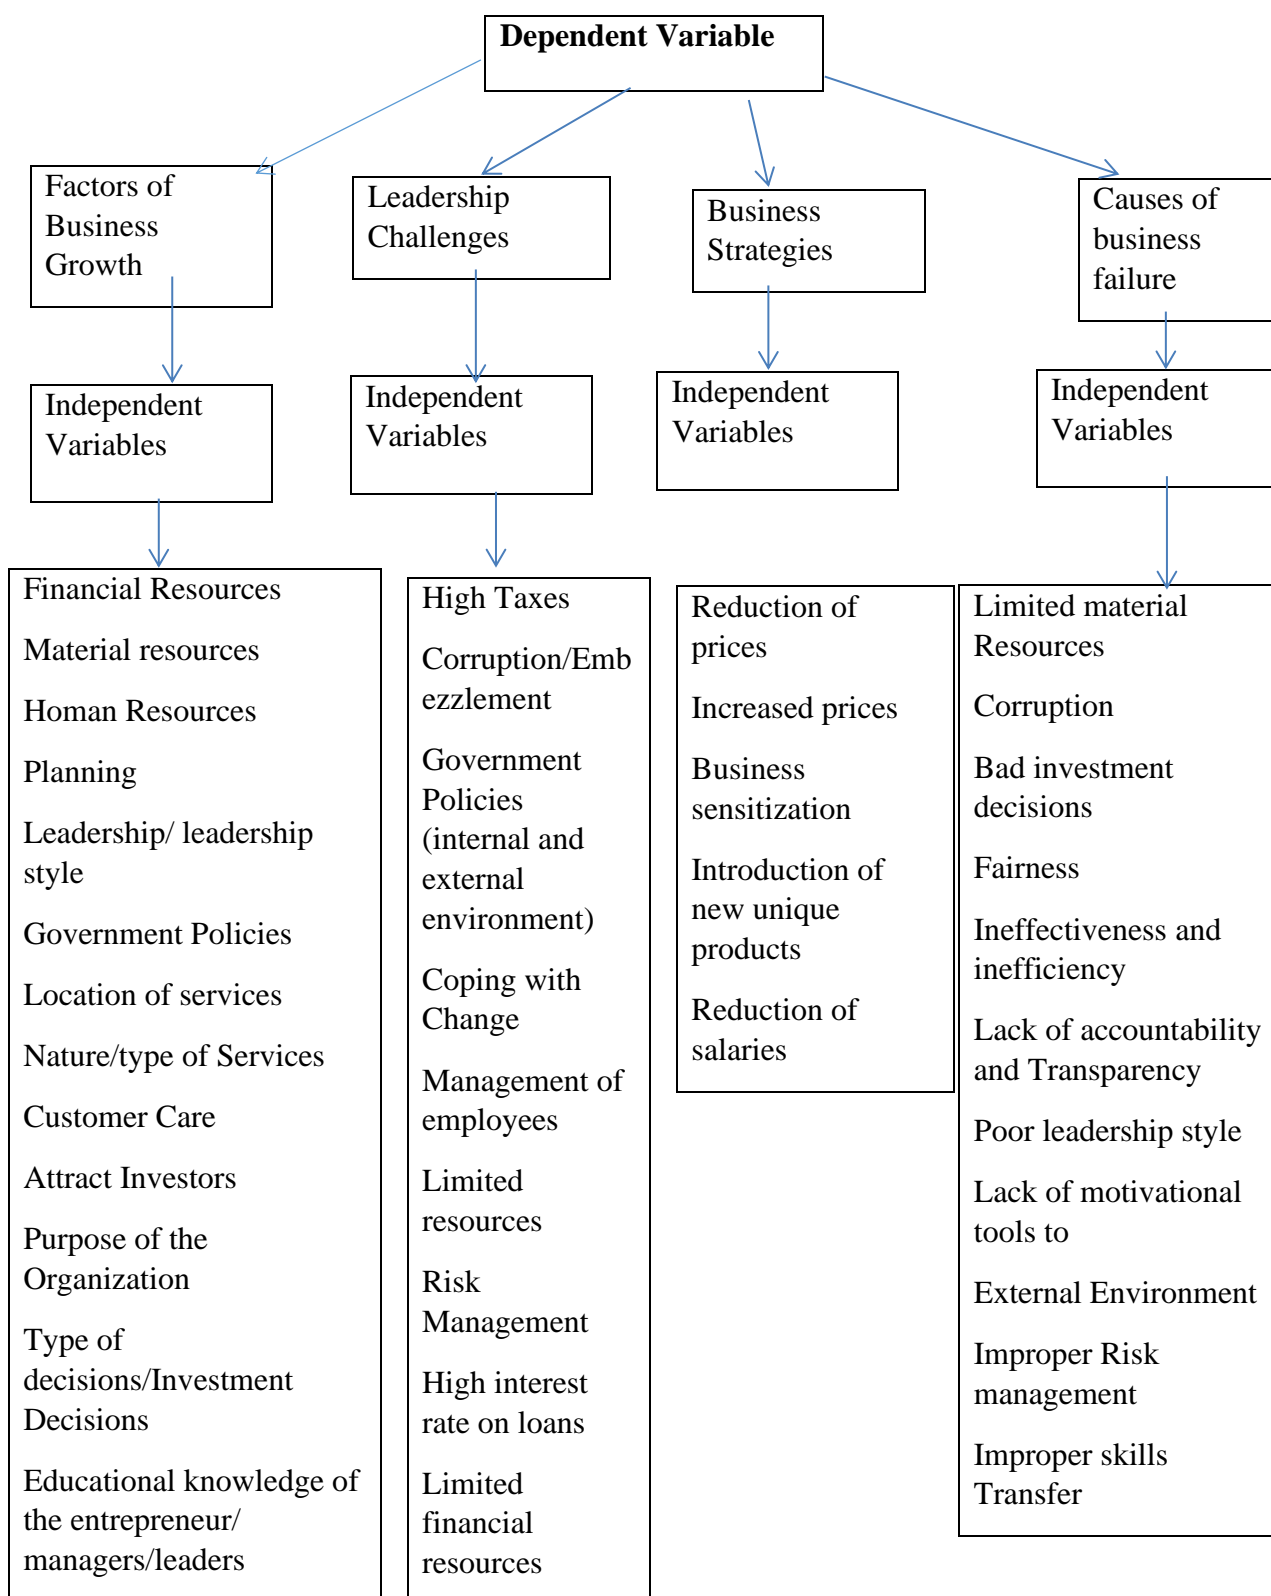 Dependent Variable
Factors of
Business
Growth
Leadership
Challenges
Business
Strategies
Causes of
business
failure
Independent
Variables
Independent
Variables
Independent
Variables
Independent
Variables
Financial Resources
Material resources
Homan Resources
Planning
Leadership/ leadership
style
Government Policies
Location of services
Nature/type of Services
Customer Care
Attract Investors
Purpose of the
Organization
Type of
decisions/Investment
Decisions
Educational knowledge of
the entrepreneur/
managers/leaders
High Taxes
Corruption/Emb
ezzlement
Government
Policies
(internal and
external
environment)
Coping with
Change
Management of
employees
Limited
resources
Risk
Management
High interest
rate on loans
Limited
financial
resources
Reduction of
prices
Increased prices
Business
sensitization
Introduction of
new unique
products
Reduction of
salaries
Limited material
Resources
Corruption
Bad investment
decisions
Fairness
Ineffectiveness and
inefficiency
Lack of accountability
and Transparency
Poor leadership style
Lack of motivational
tools to
External Environment
Improper Risk
management
Improper skills
Transfer